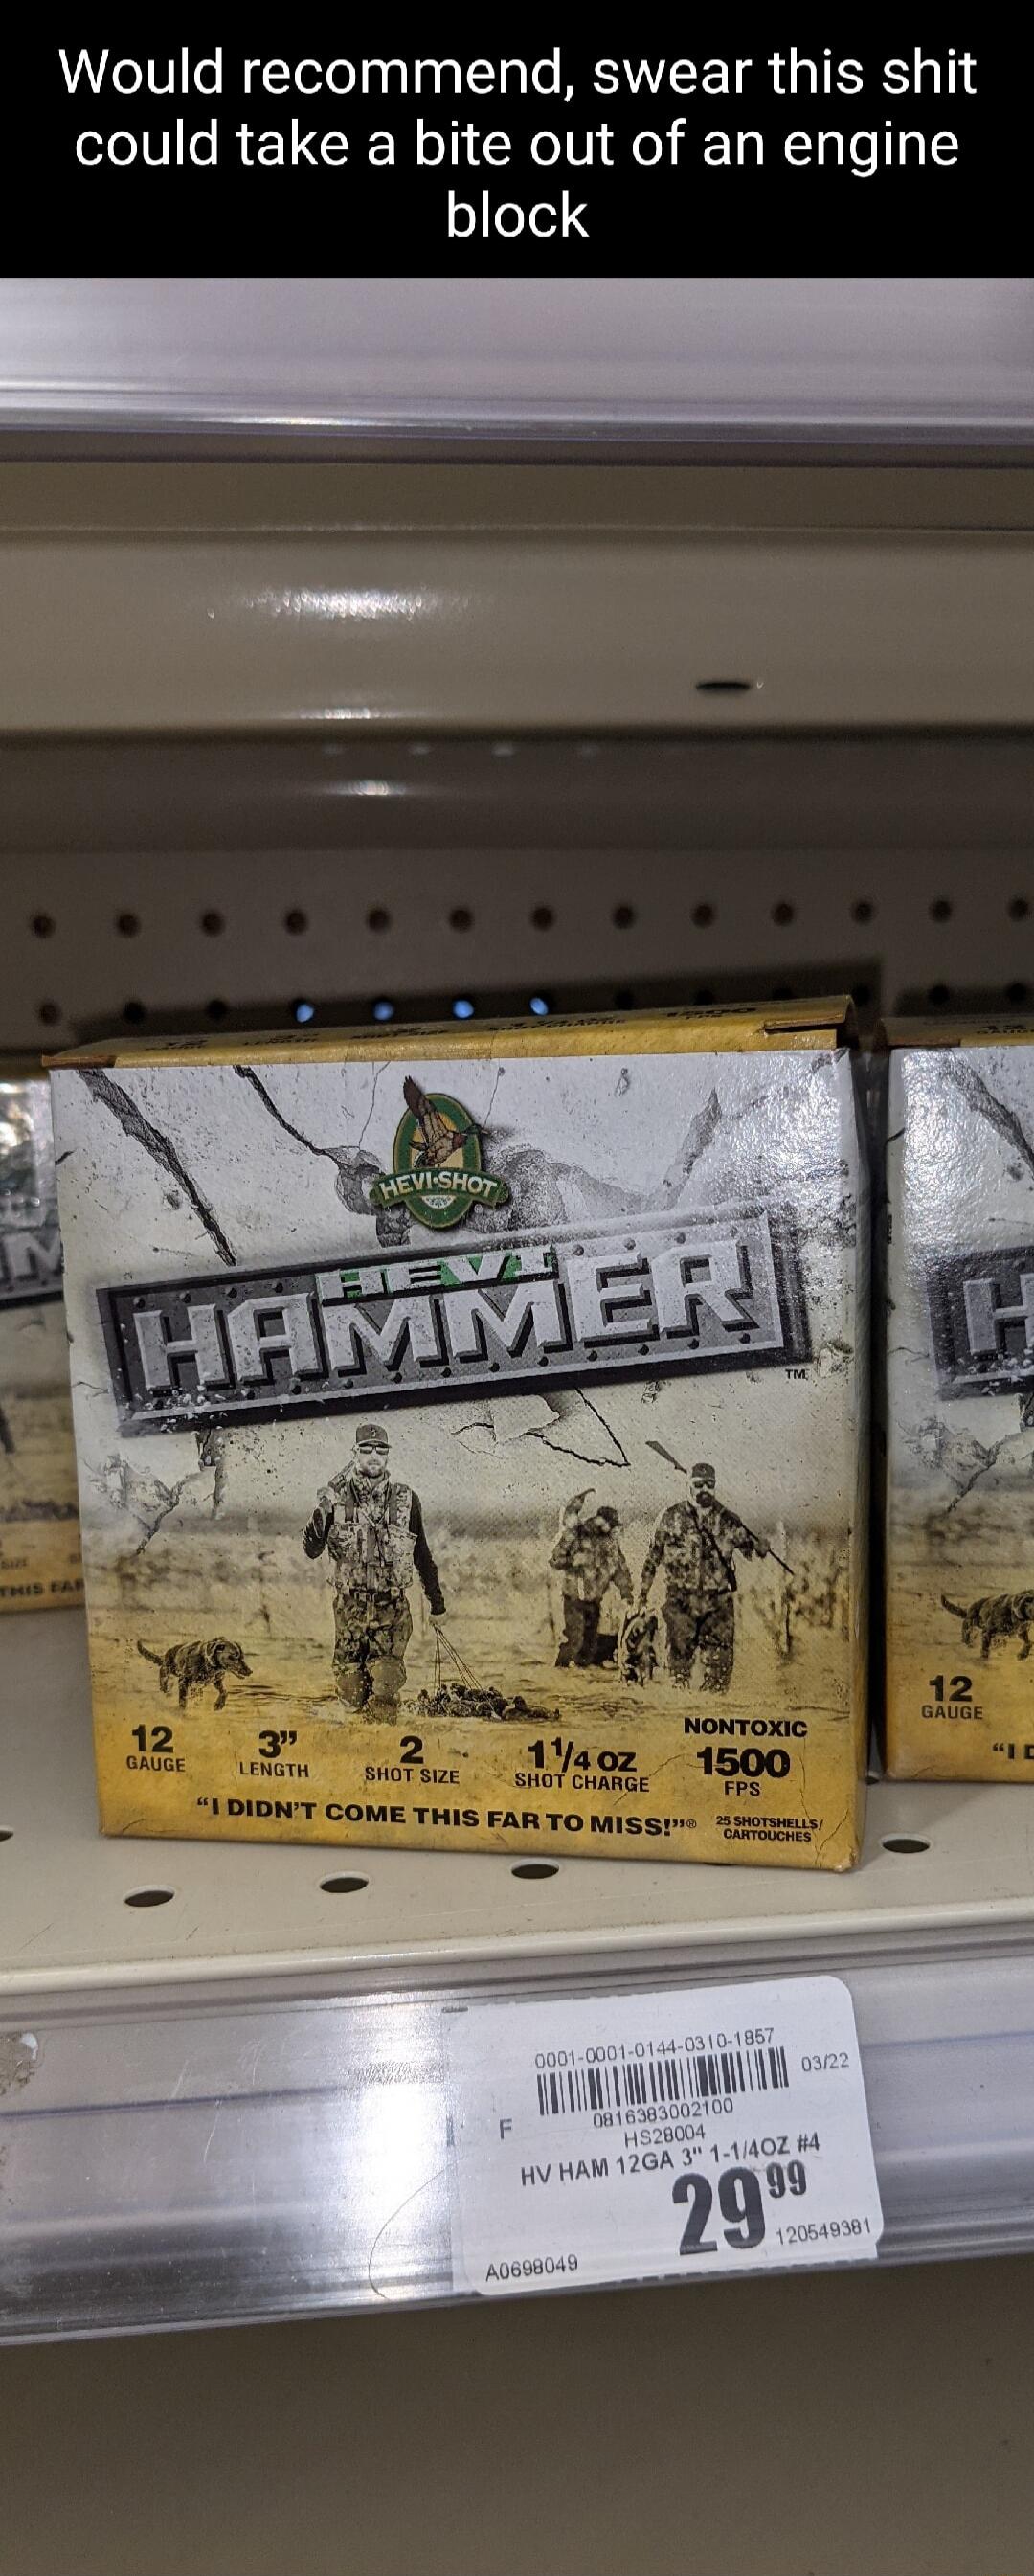 Would recommend, swear this shit
could take a bite out of an engine
block
HEVI-SHOT
HEVI
HAMMER
TM
12
GAUGE
3”
LENGTH
2
SHOT SIZE
1 1/4 OZ
SHOT CHARGE
NONTOXIC
1500
FPS
“I DIDN'T COME THIS FAR TO MISS!”®
25 SHOTSHELLS/
CARTOUCHES
THIS FAR
12
GAUGE
0001-0001-0144-0310-1857
03/22
F
0816383002100
HS28004
HV HAM 12GA 3" 1-1/4OZ #4
29 99
120549381
A0698049